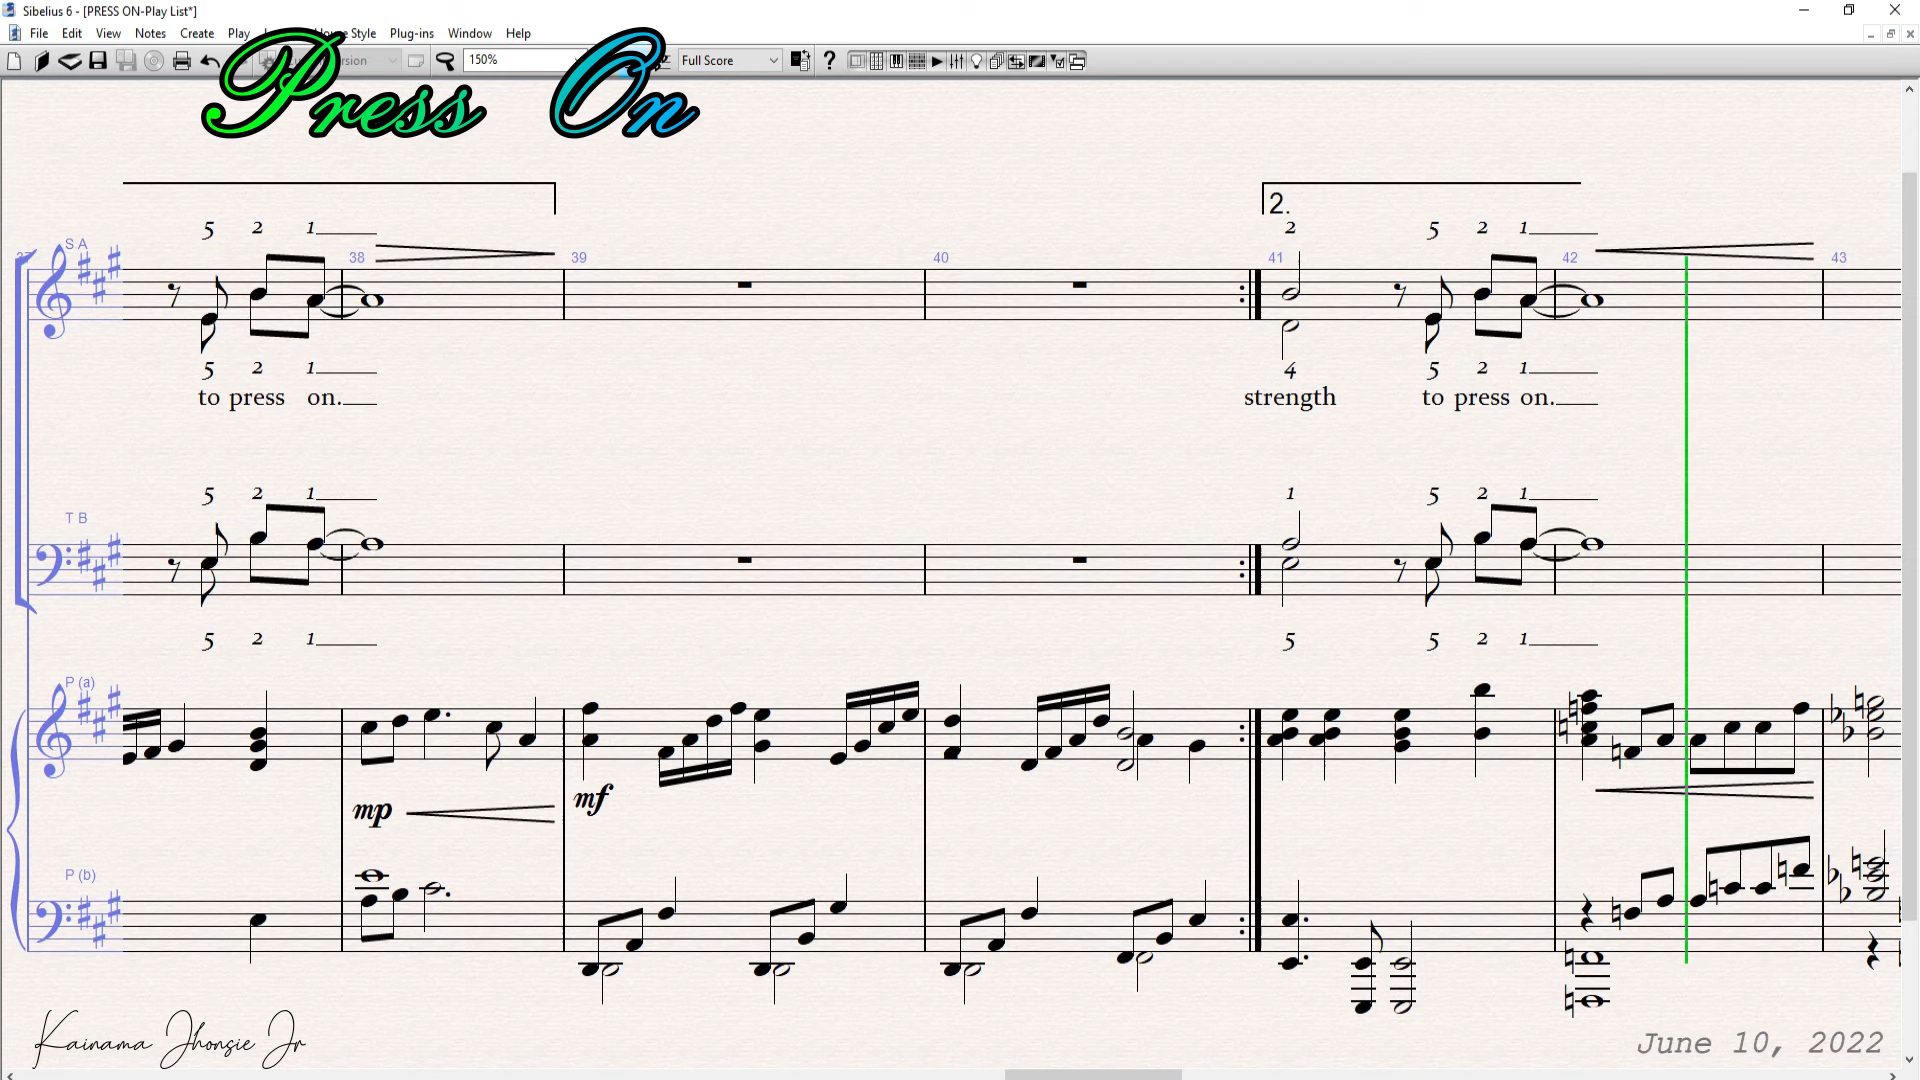 Sibelius 6 - [PRESS ON-Play List*]
File Edit View Notes Create Play House Style Plug-ins Window Help
150% Full Score
Press On
2.
5 2 1 2 5 2 1
S A
38 39 40 41 42 43
5 2 1 4 5 2 1
to press on. strength to press on.
5 2 1 1 5 2 1
T B
5 2 1 5 5 2 1
P (a)
mp mf
P (b)
Kainama Jhonsie Jr
June 10, 2022